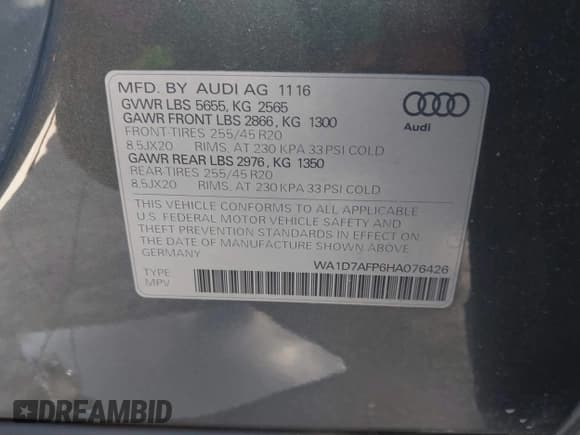 MFD. BY AUDI AG 11 16
GVWR LBS 5655, KG 2565
GAWR FRONT LBS 2866, KG 1300
FRONT-TIRES 255/45 R20
8.5JX20 RIMS, AT 230 KPA 33 PSI COLD
GAWR REAR LBS 2976, KG 1350
REAR-TIRES 255/45 R20
8.5JX20 RIMS, AT 230 KPA 33 PSI COLD
THIS VEHICLE CONFORMS TO ALL APPLICABLE
U.S. FEDERAL MOTOR VEHICLE SAFETY AND
THEFT PREVENTION STANDARDS IN EFFECT ON
THE DATE OF MANUFACTURE SHOWN ABOVE.
GERMANY
WA1D7AFP6HA076426
TYPE
MPV
Audi
DREAMBID